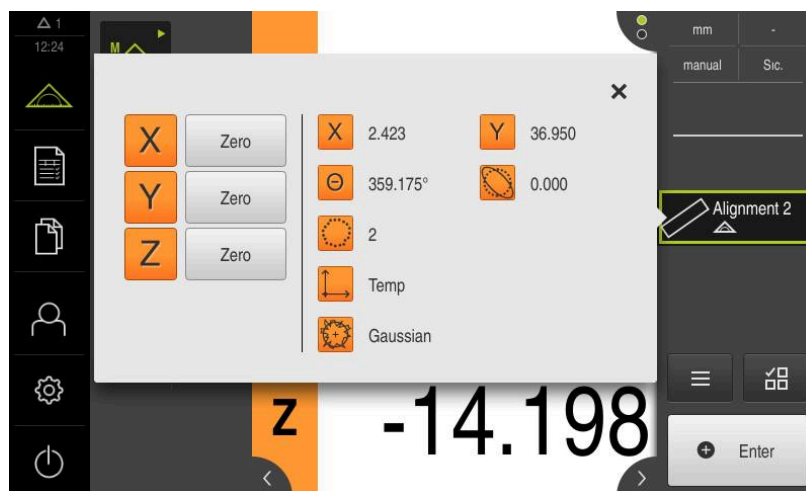 1
12:24
M
mm -
manual Sıc.
X Zero
Y Zero
Z Zero
X 2.423 Y 36.950
Θ 359.175° 0.000
2
Temp
Gaussian
Alignment 2
Z -14.198
Enter